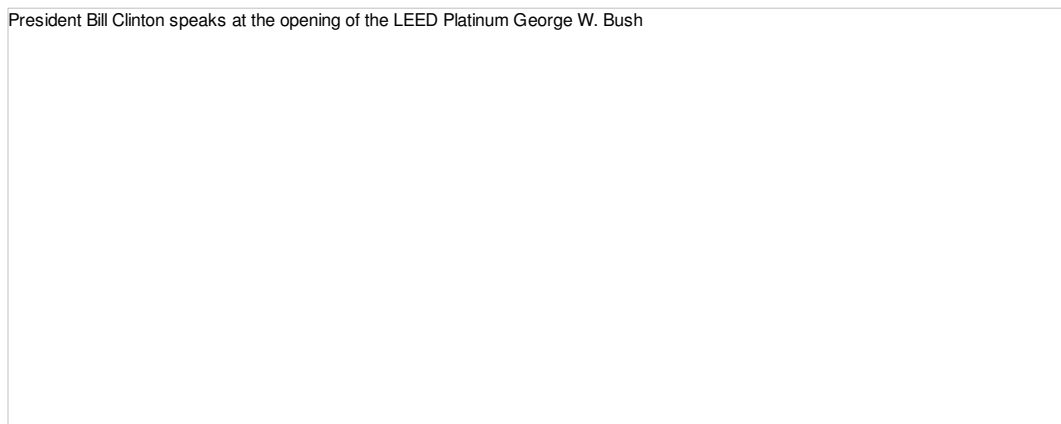 President Bill Clinton speaks at the opening of the LEED Platinum George W. Bush